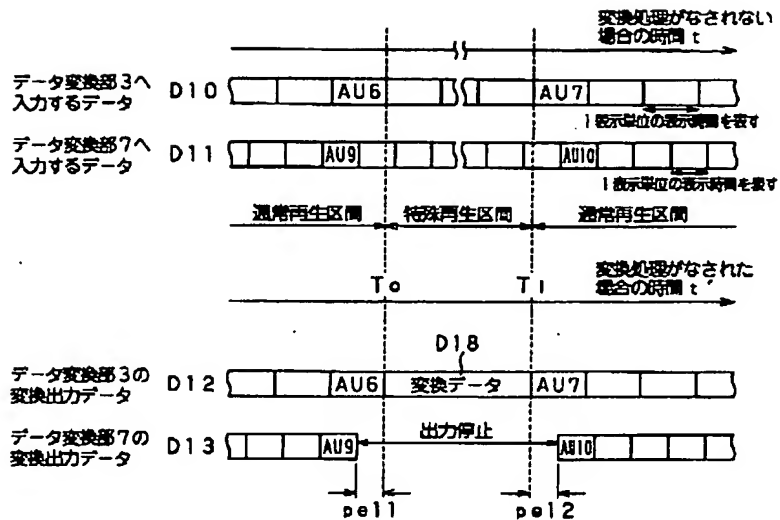 変換処理がなされない
場合の時間 t
データ変換部3へ
入力するデータ
D10
AU6
AU7
1表示単位の表示時間を表す
データ変換部7へ
入力するデータ
D11
AU9
AU10
1表示単位の表示時間を表す
通常再生区間
特殊再生区間
通常再生区間
T0
T1
変換処理がなされた
場合の時間 t'
D18
データ変換部3の
変換出力データ
D12
AU6
変換データ
AU7
データ変換部7の
変換出力データ
D13
AU9
出力停止
AU10
pe11
pe12